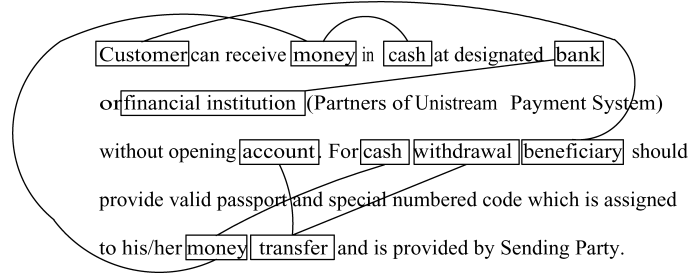 Customer can receive money in cash at designated bank
or financial institution (Partners of Unistream Payment System)
without opening account. For cash withdrawal beneficiary should
provide valid passport and special numbered code which is assigned
to his/her money transfer and is provided by Sending Party.